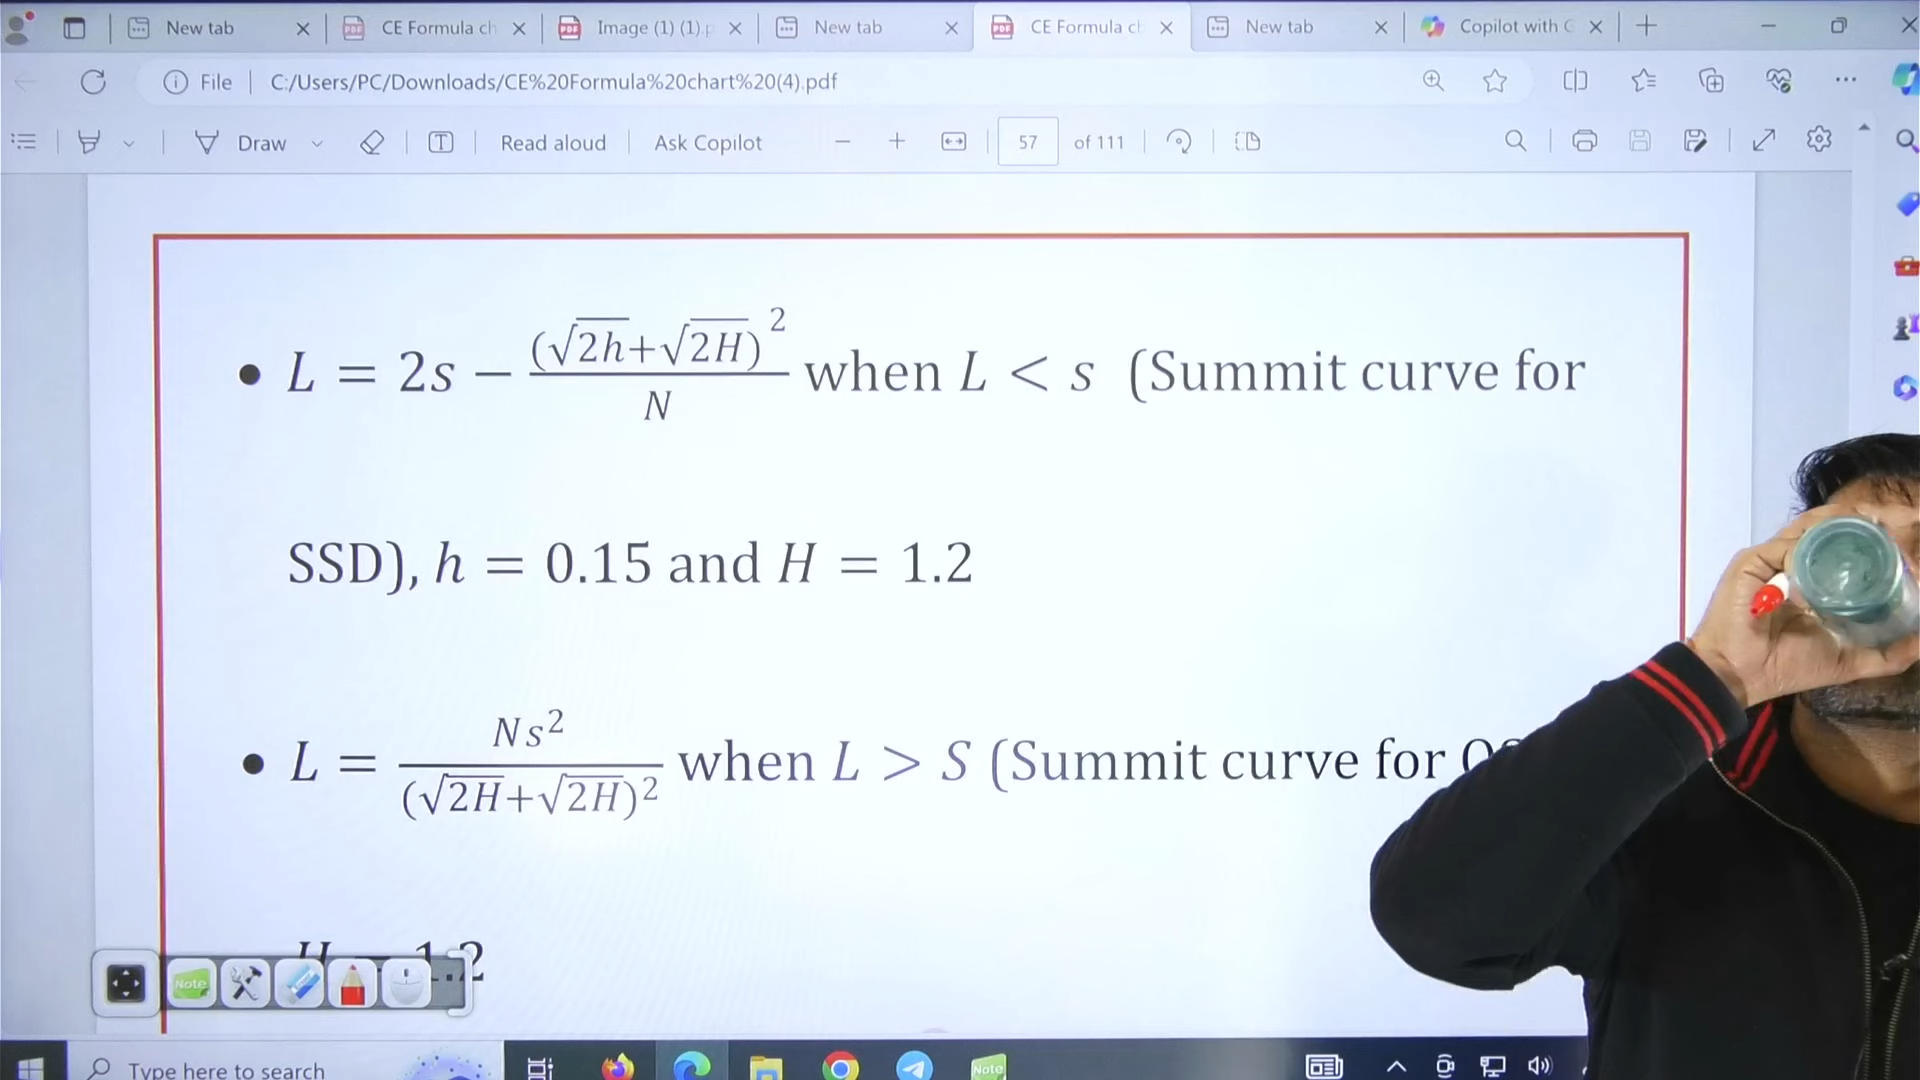 New tab
CE Formula ch
Image (1) (1).p
New tab
CE Formula ch
New tab
Copilot with
File
C:/Users/PC/Downloads/CE%20Formula%20chart%20(4).pdf
Draw
Read aloud
Ask Copilot
57 of 111
• L = 2s − (√2h+√2H)² / N when L < s (Summit curve for
SSD), h = 0.15 and H = 1.2
• L = Ns² / (√2H+√2H)² when L > S (Summit curve for
Note
Type here to search
Note